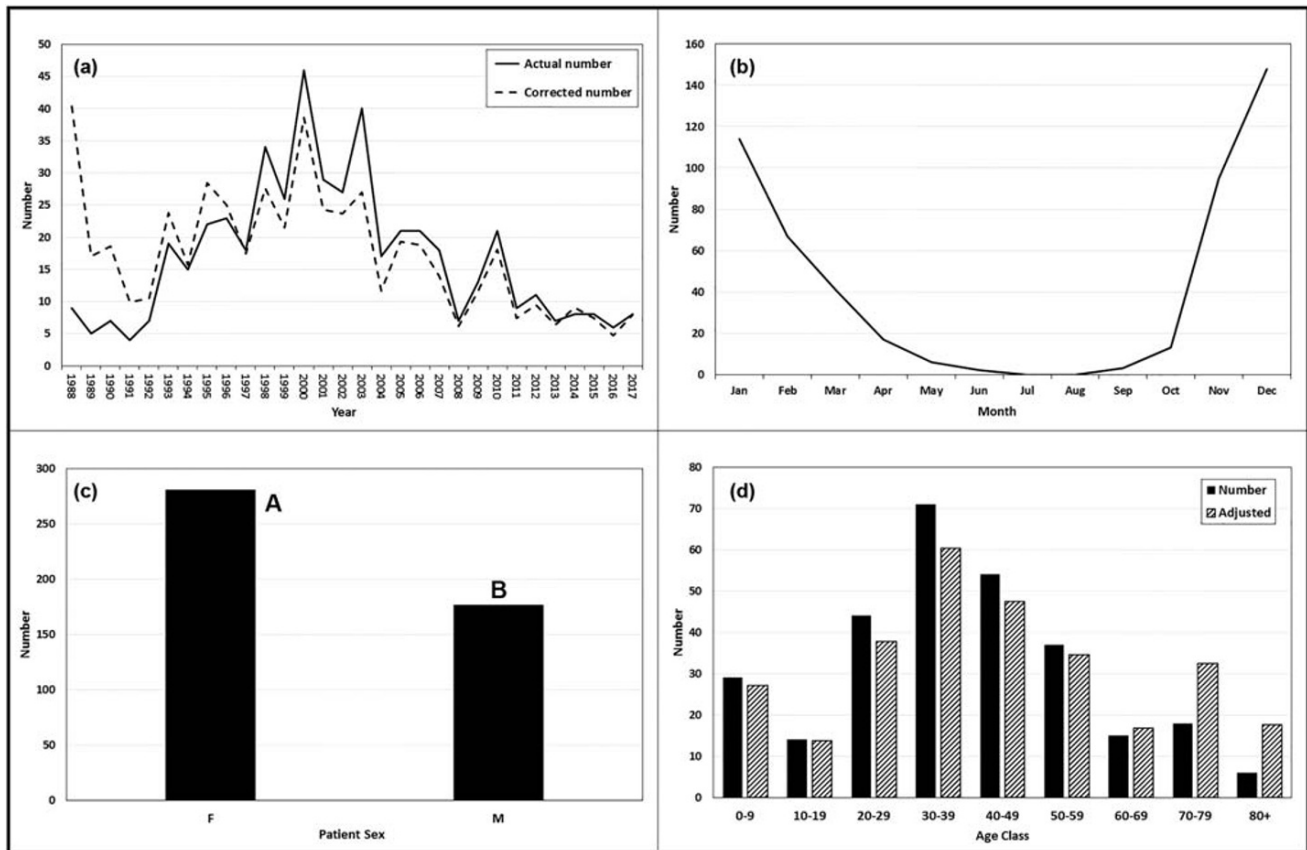 (a)
Actual number
Corrected number
50
45
40
35
30
25
20
15
10
5
0
Number
1988 1989 1990 1991 1992 1993 1994 1995 1996 1997 1998 1999 2000 2001 2002 2003 2004 2005 2006 2007 2008 2009 2010 2011 2012 2013 2014 2015 2016 2017
Year
(b)
160
140
120
100
80
60
40
20
0
Number
Jan Feb Mar Apr May Jun Jul Aug Sep Oct Nov Dec
Month
(c)
300
250
200
150
100
50
0
Number
A
B
F M
Patient Sex
(d)
Number
Adjusted
80
70
60
50
40
30
20
10
0
Number
0-9 10-19 20-29 30-39 40-49 50-59 60-69 70-79 80+
Age Class